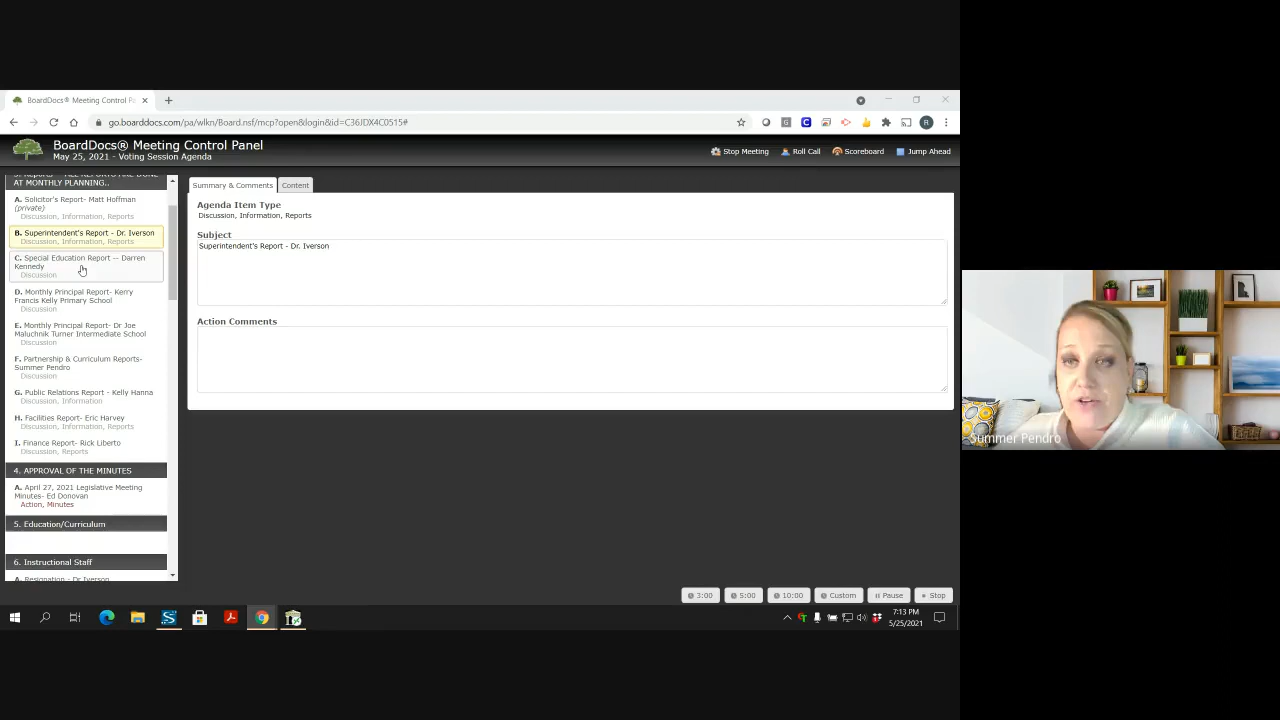 BoardDocs® Meeting Control Pa
go.boarddocs.com/pa/wlkn/Board.nsf/mcp?open&login&id=C36JDX4C0515#
BoardDocs® Meeting Control Panel
May 25, 2021 - Voting Session Agenda
Stop Meeting
Roll Call
Scoreboard
Jump Ahead
AT MONTHLY PLANNING..
A. Solicitor's Report- Matt Hoffman
(private)
Discussion, Information, Reports
B. Superintendent's Report - Dr. Iverson
Discussion, Information, Reports
C. Special Education Report -- Darren
Kennedy
Discussion
D. Monthly Principal Report- Kerry
Francis Kelly Primary School
Discussion
E. Monthly Principal Report- Dr Joe
Maluchnik Turner Intermediate School
Discussion
F. Partnership & Curriculum Reports-
Summer Pendro
Discussion
G. Public Relations Report - Kelly Hanna
Discussion, Information
H. Facilities Report- Eric Harvey
Discussion, Information, Reports
I. Finance Report- Rick Liberto
Discussion, Reports
4. APPROVAL OF THE MINUTES
A. April 27, 2021 Legislative Meeting
Minutes- Ed Donovan
Action, Minutes
5. Education/Curriculum
6. Instructional Staff
A. Resignation - Dr Iverson
Summary & Comments
Content
Agenda Item Type
Discussion, Information, Reports
Subject
Superintendent's Report - Dr. Iverson
Action Comments
3:00
5:00
10:00
Custom
Pause
Stop
7:13 PM
5/25/2021
Summer Pendro